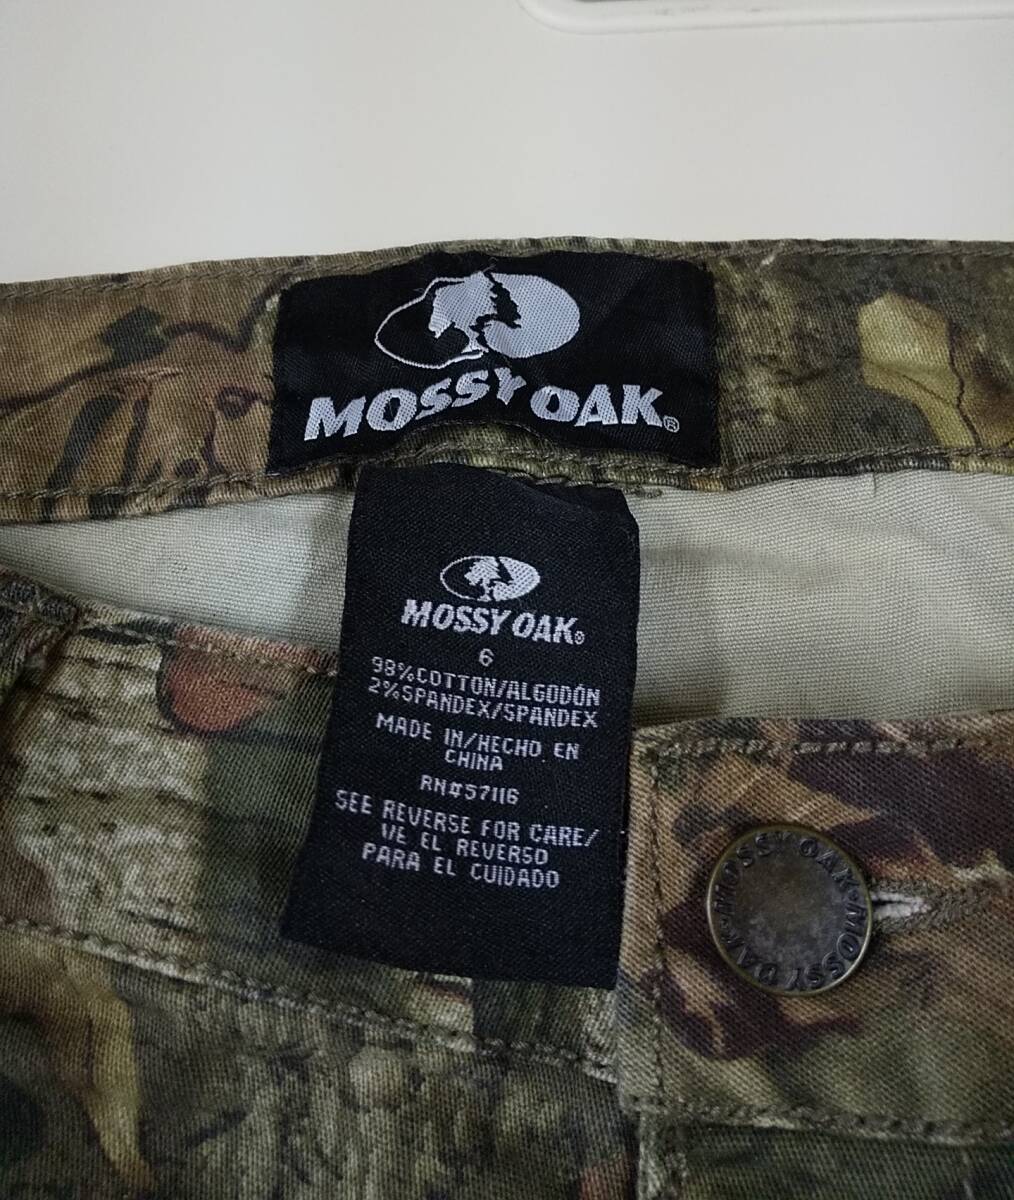 MOSSY OAK®
MOSSY OAK®
6
98%COTTON/ALGODÓN
2%SPANDEX/SPANDEX
MADE IN/HECHO EN
CHINA
RN#57116
SEE REVERSE FOR CARE/
V/E EL REVERSO
PARA EL CUIDADO
MOSSY OAK·MOSSY OAK·